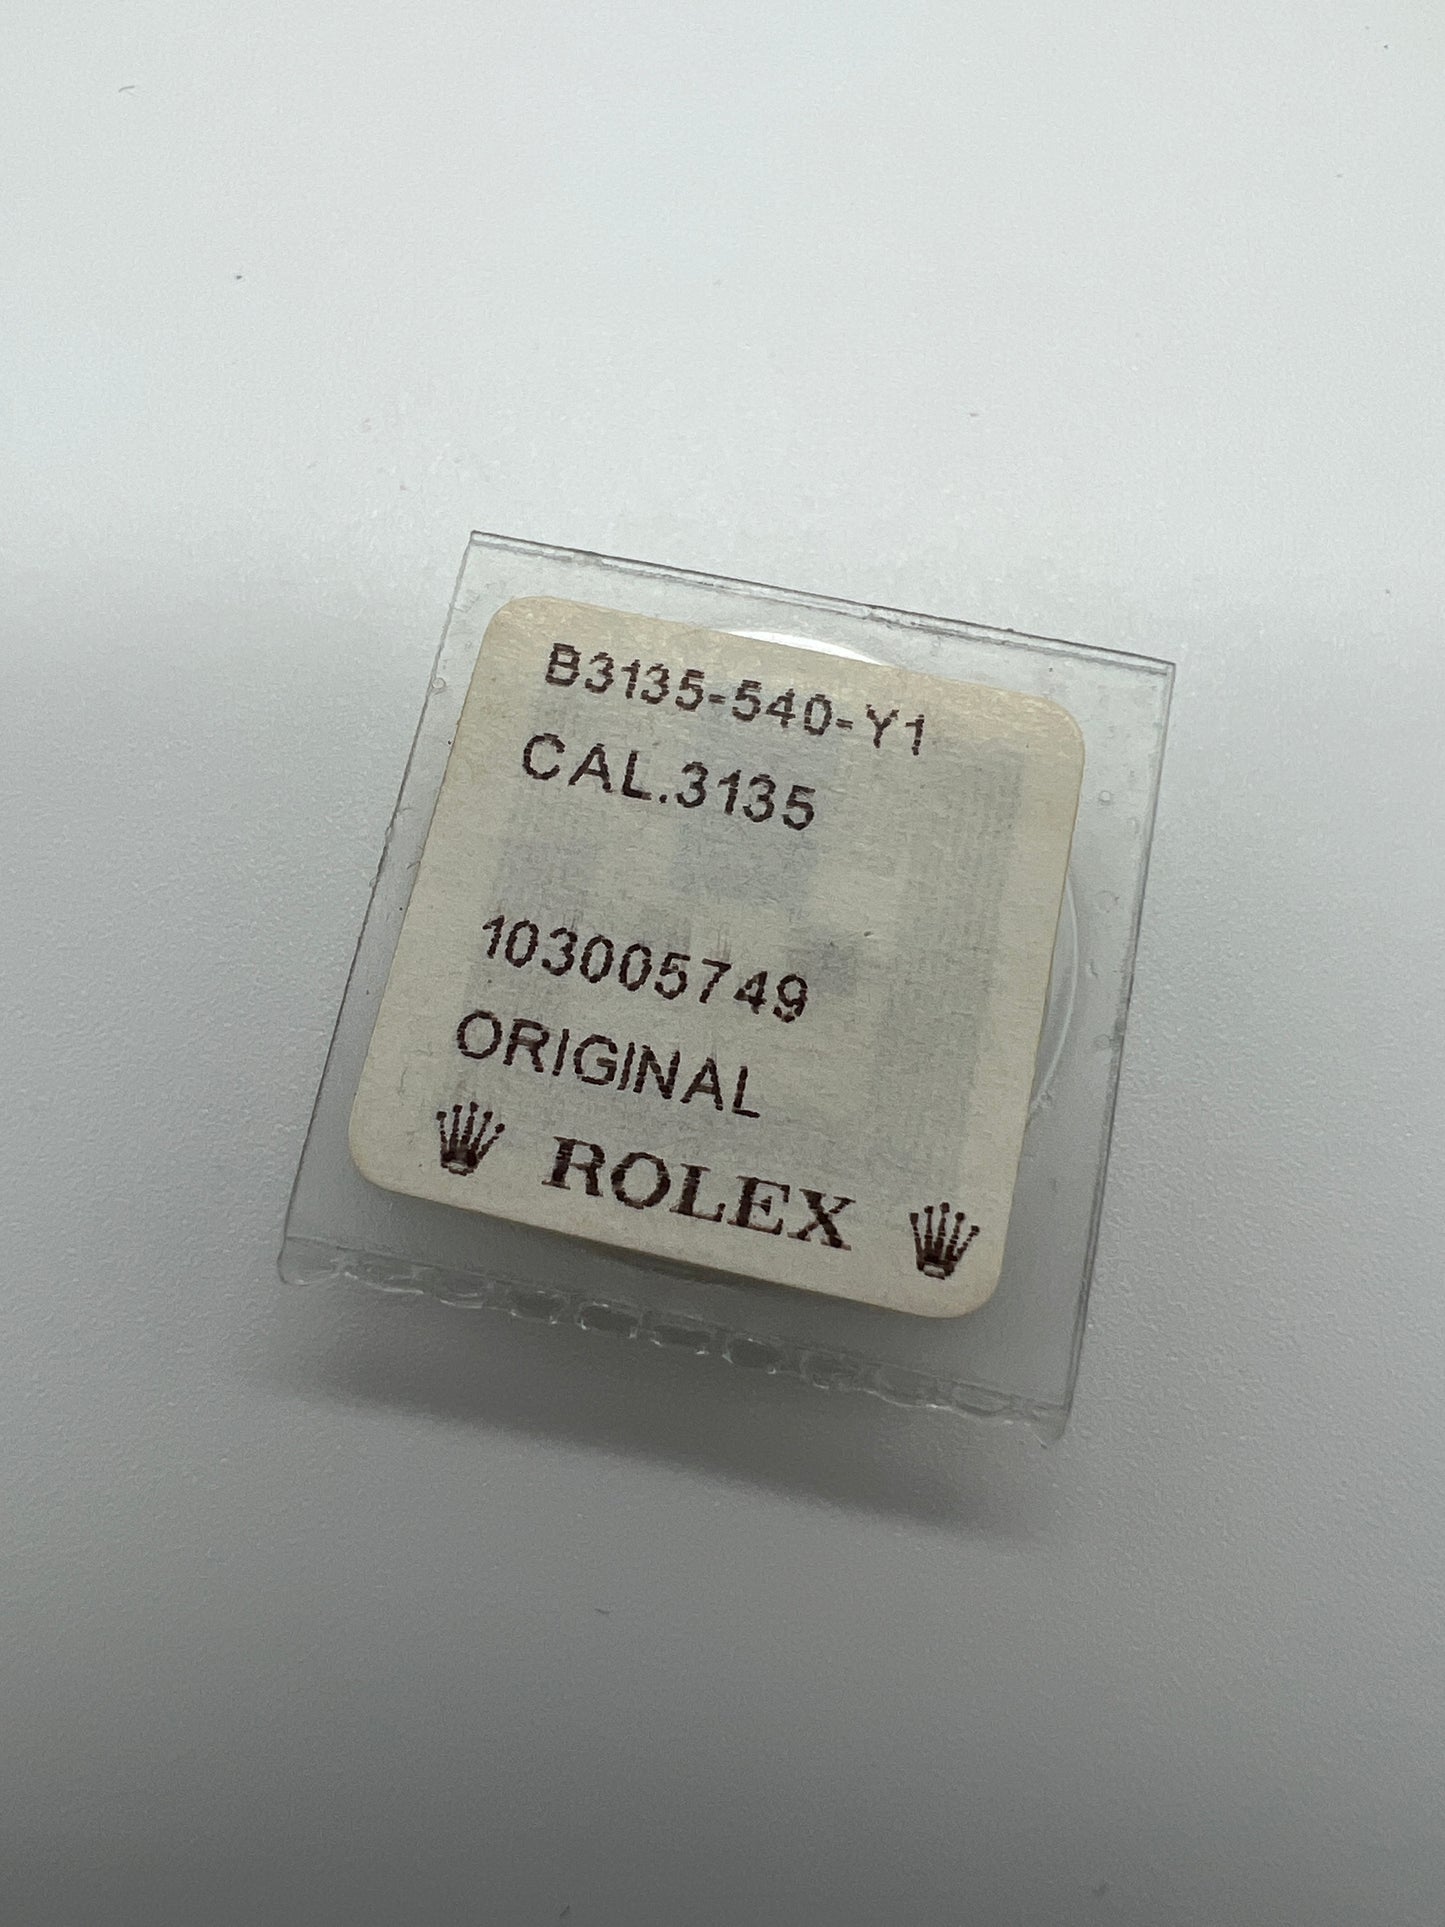 B3135-540-Y1
CAL.3135
103005749
ORIGINAL
ROLEX